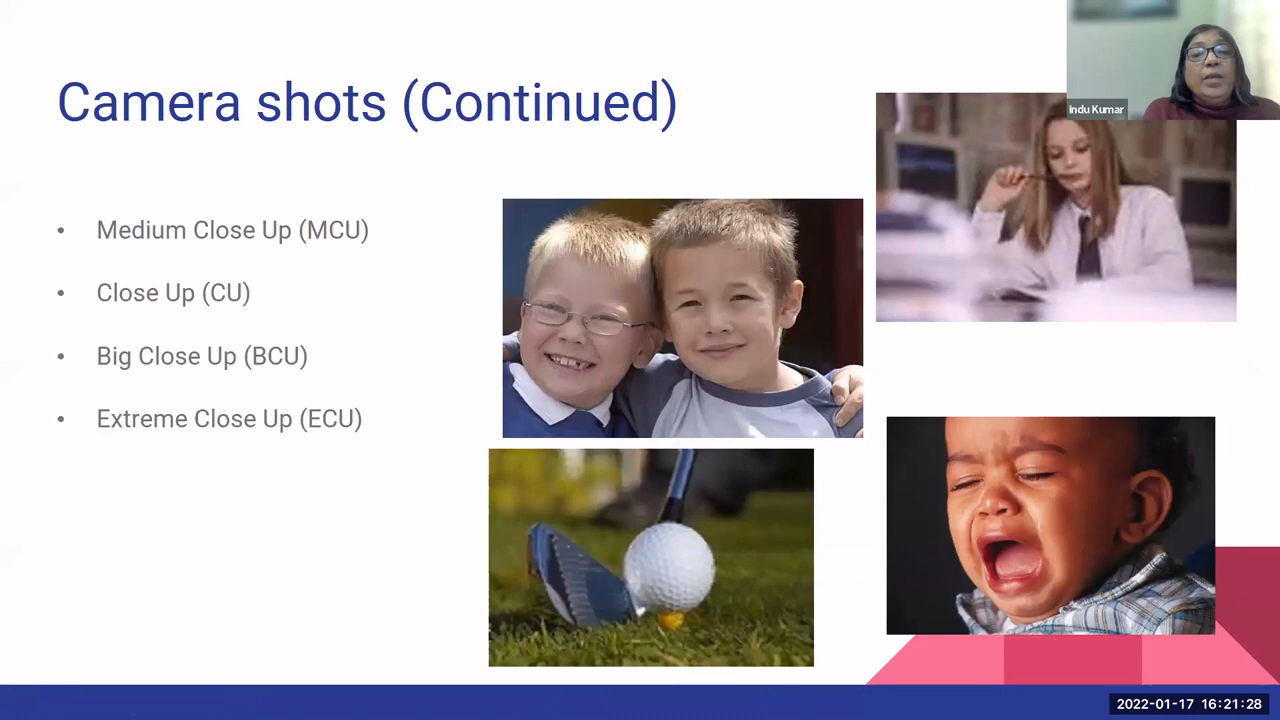 Camera shots (Continued)
Indu Kumar
• Medium Close Up (MCU)
• Close Up (CU)
• Big Close Up (BCU)
• Extreme Close Up (ECU)
2022-01-17 16:21:28